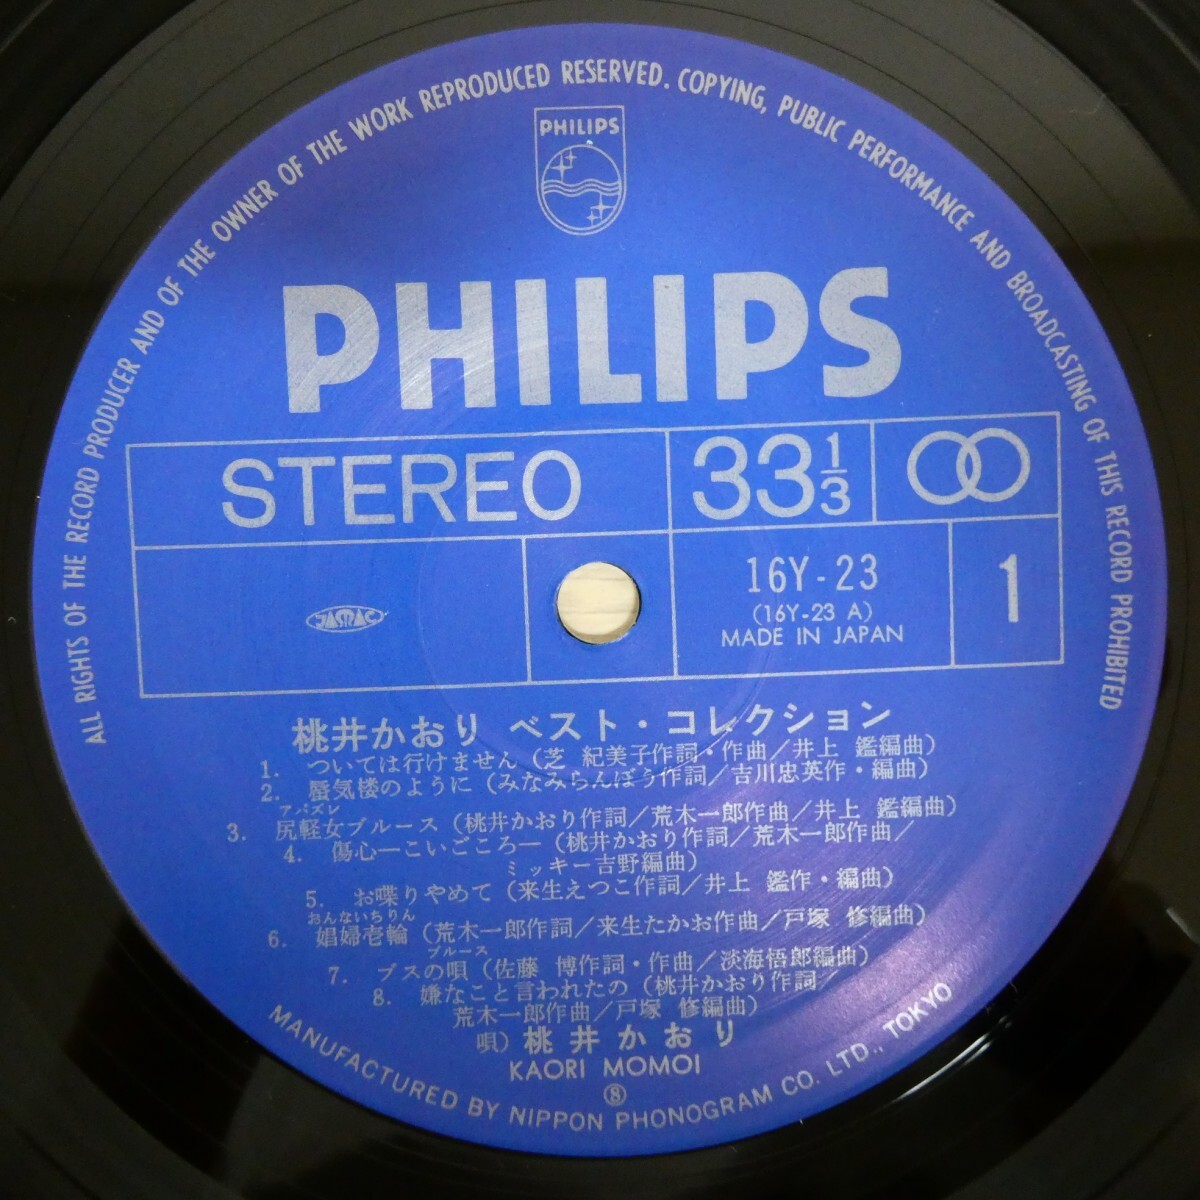 ALL RIGHTS OF THE RECORD PRODUCER AND OF THE OWNER OF THE WORK REPRODUCED RESERVED. COPYING, PUBLIC PERFORMANCE AND BROADCASTING OF THIS RECORD PROHIBITED
PHILIPS
PHILIPS
STEREO
33 1/3
JASRAC
16Y-23
(16Y-23 A)
MADE IN JAPAN
1
桃井かおり ベスト・コレクション
1. ついては行けません(芝 紀美子作詞・作曲/井上 鑑編曲)
2. 蜃気楼のように(みなみらんぼう作詞/吉川忠英作・編曲)
アバズレ
3. 尻軽女ブルース(桃井かおり作詞/荒木一郎作曲/井上 鑑編曲)
4. 傷心—こいごころ—(桃井かおり作詞/荒木一郎作曲/
ミッキー吉野編曲)
5. お喋りやめて(来生えつこ作詞/井上 鑑作・編曲)
おんないちりん
6. 娼婦壱輪(荒木一郎作詞/来生たかお作曲/戸塚 修編曲)
ブルース
7. ブスの唄(佐藤 博作詞・作曲/淡海悟郎編曲)
8. 嫌なこと言われたの(桃井かおり作詞/
荒木一郎作曲/戸塚 修編曲)
唄)桃井かおり
KAORI MOMOI
⑧
MANUFACTURED BY NIPPON PHONOGRAM CO. LTD., TOKYO